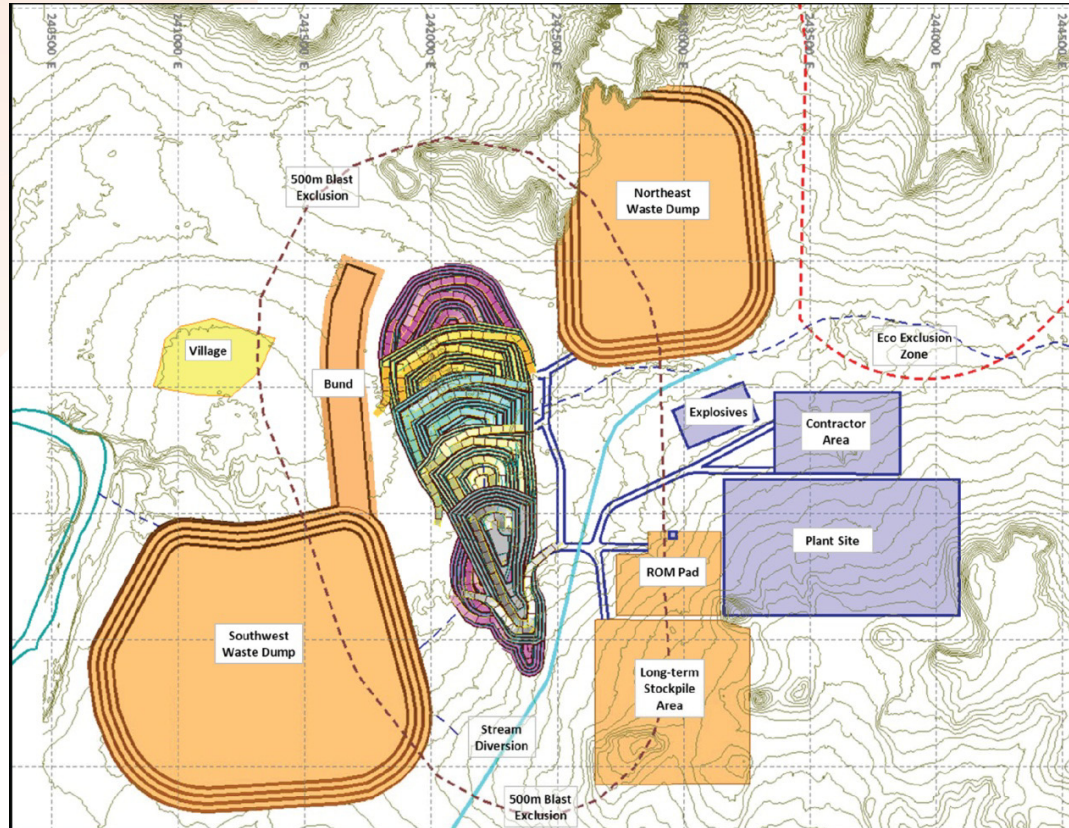 240500 E
241000 E
241500 E
242000 E
242500 E
243000 E
243500 E
244000 E
244500 E
500m Blast
Exclusion
Northeast
Waste Dump
Village
Bund
Eco Exclusion
Zone
Explosives
Contractor
Area
Plant Site
ROM Pad
Southwest
Waste Dump
Long-term
Stockpile
Area
Stream
Diversion
500m Blast
Exclusion